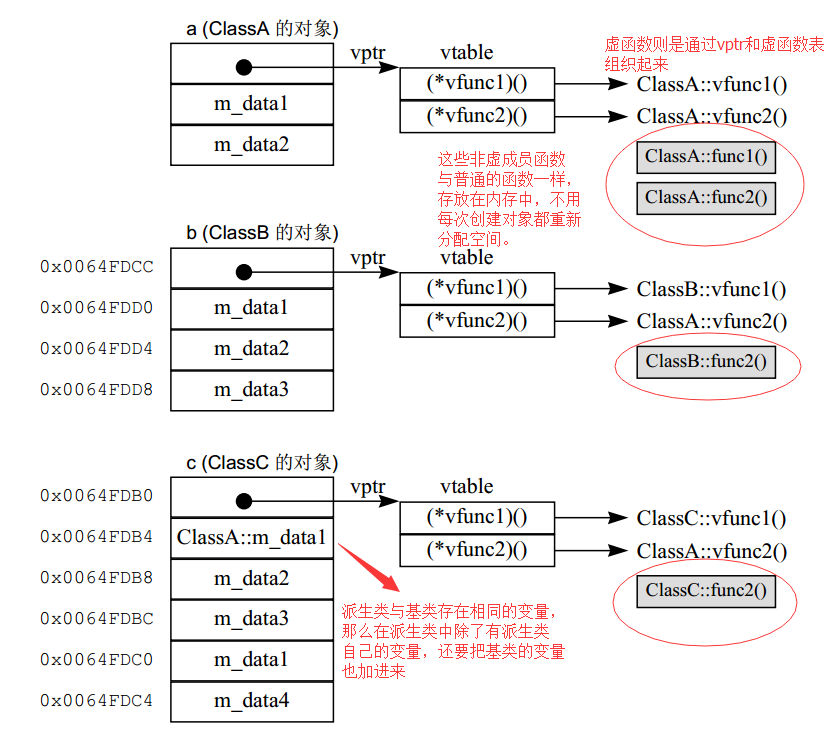 a (ClassA 的对象)
vptr
vtable
(*vfunc1)()
(*vfunc2)()
m_data1
m_data2
虚函数则是通过vptr和虚函数表
组织起来
ClassA::vfunc1()
ClassA::vfunc2()
ClassA::func1()
ClassA::func2()
这些非虚成员函数
与普通的函数一样，
存放在内存中，不用
每次创建对象都重新
分配空间。
b (ClassB 的对象)
vptr
vtable
0x0064FDCC
(*vfunc1)()
ClassB::vfunc1()
0x0064FDD0
m_data1
(*vfunc2)()
ClassA::vfunc2()
0x0064FDD4
m_data2
ClassB::func2()
0x0064FDD8
m_data3
c (ClassC 的对象)
vptr
vtable
0x0064FDB0
(*vfunc1)()
ClassC::vfunc1()
0x0064FDB4
ClassA::m_data1
(*vfunc2)()
ClassA::vfunc2()
0x0064FDB8
m_data2
ClassC::func2()
0x0064FDBC
m_data3
0x0064FDC0
m_data1
0x0064FDC4
m_data4
派生类与基类存在相同的变量，
那么在派生类中除了有派生类
自己的变量，还要把基类的变量
也加进来